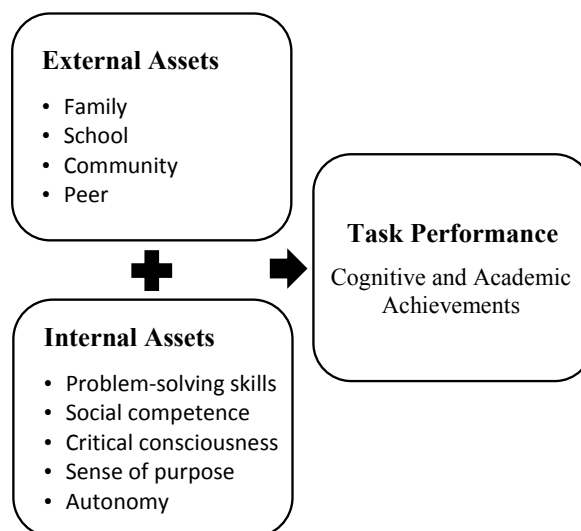 External Assets
• Family
• School
• Community
• Peer
Internal Assets
• Problem-solving skills
• Social competence
• Critical consciousness
• Sense of purpose
• Autonomy
Task Performance
Cognitive and Academic
Achievements